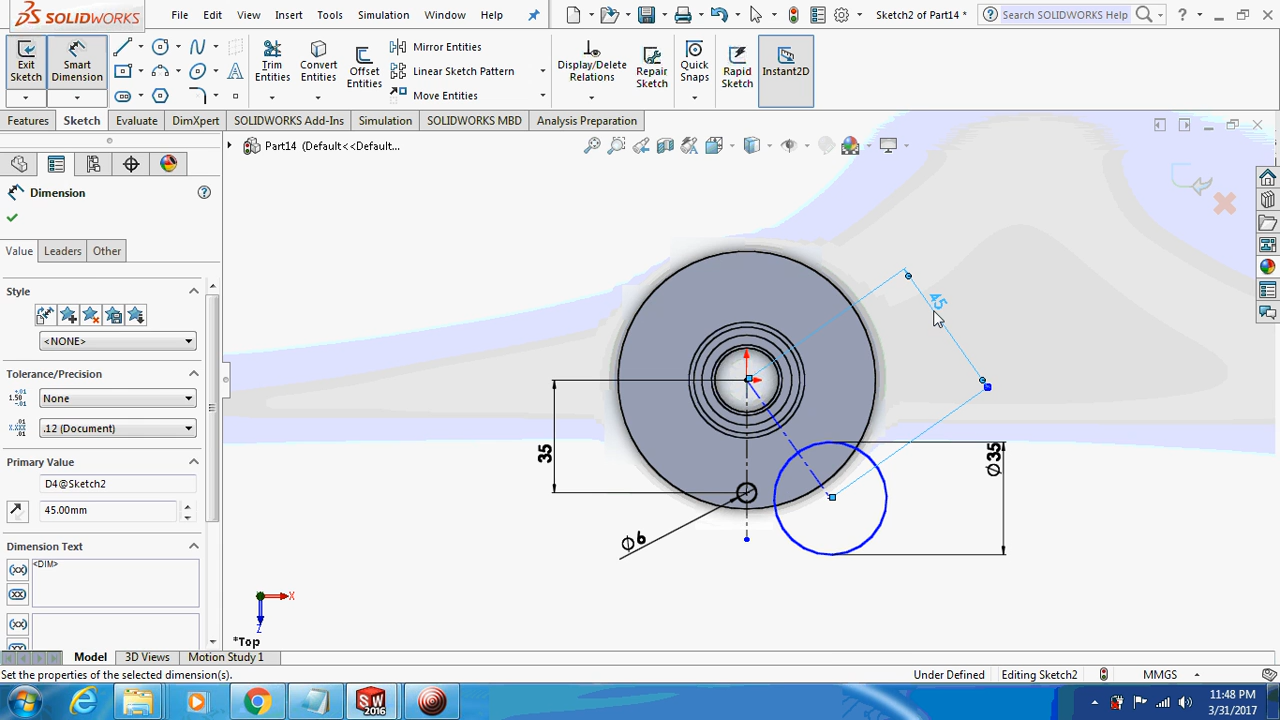 SOLIDWORKS File Edit View Insert Tools Simulation Window Help Sketch2 of Part14 * Search SOLIDWORKS Help
Exit Sketch
Smart Dimension
Trim Entities
Convert Entities
Offset Entities
Mirror Entities
Linear Sketch Pattern
Move Entities
Display/Delete Relations
Repair Sketch
Quick Snaps
Rapid Sketch
Instant2D
Features Sketch Evaluate DimXpert SOLIDWORKS Add-Ins Simulation SOLIDWORKS MBD Analysis Preparation
Part14 (Default<<Default...
Dimension
Value Leaders Other
Style
<NONE>
Tolerance/Precision
None
.12 (Document)
Primary Value
D4@Sketch2
45.00mm
Dimension Text
<DIM>
45
35
Ø35
Ø6
X
Z
*Top
Model 3D Views Motion Study 1
Set the properties of the selected dimension(s). Under Defined Editing Sketch2 MMGS
SW 2016
11:48 PM
3/31/2017